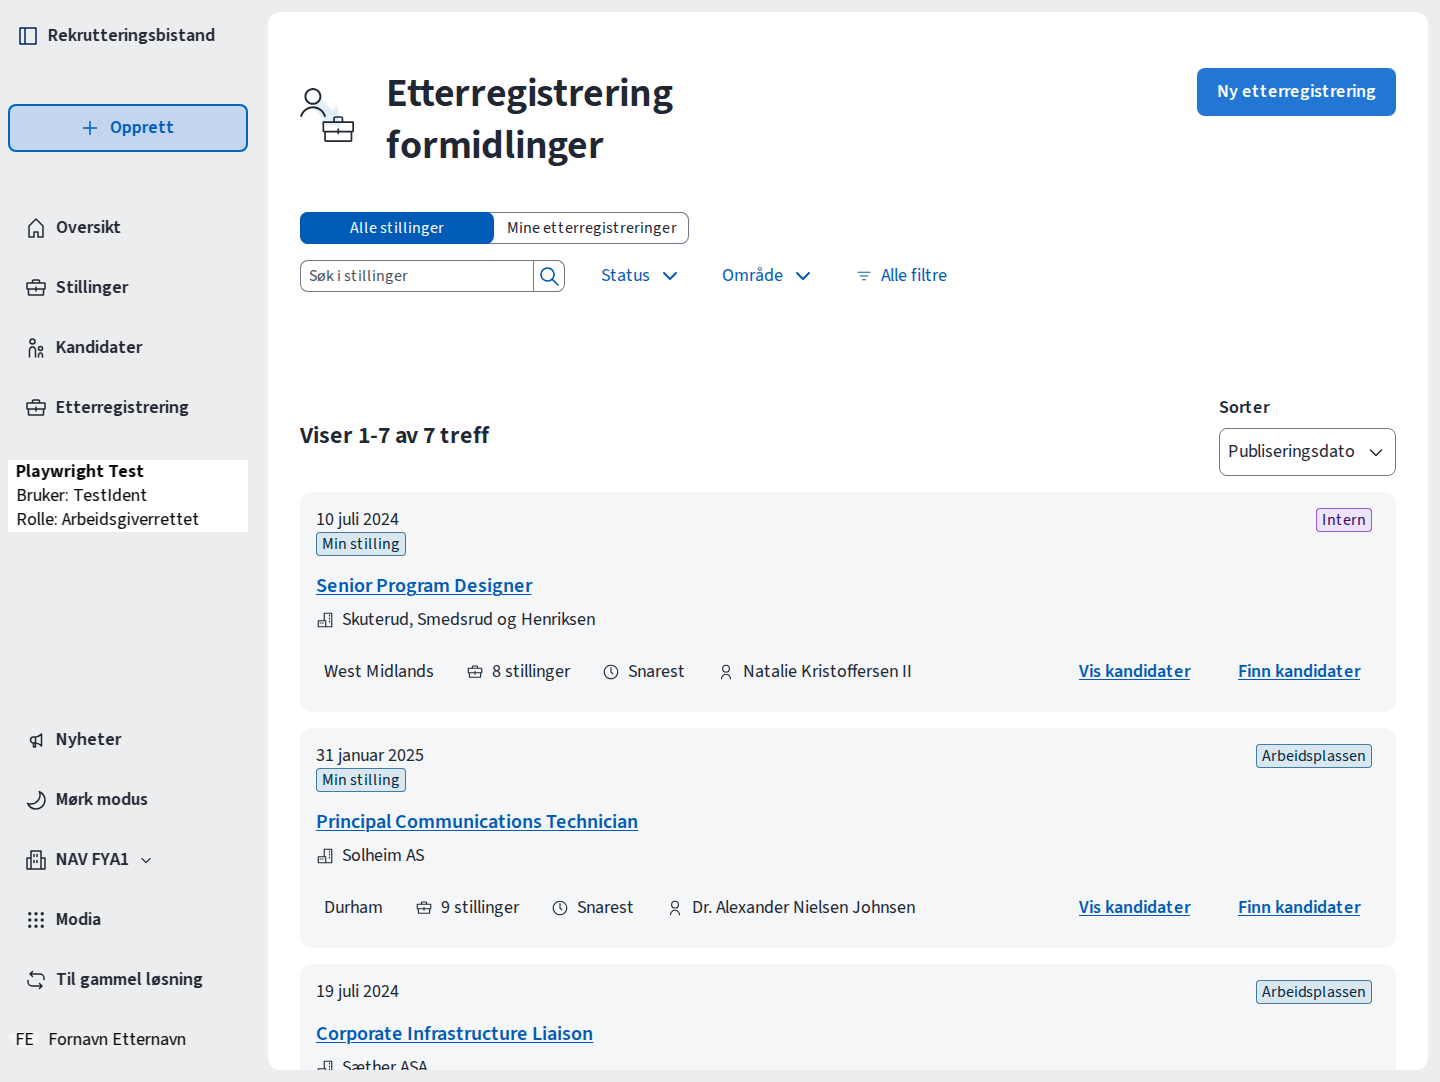 Rekrutteringsbistand
Opprett
Oversikt
Stillinger
Kandidater
Etterregistrering
Playwright Test
Bruker: TestIdent
Rolle: Arbeidsgiverrettet
Nyheter
Mørk modus
NAV FYA1
Modia
Til gammel løsning
FE Fornavn Etternavn
Etterregistrering
formidlinger
Ny etterregistrering
Alle stillinger Mine etterregistreringer
Søk i stillinger Status Område Alle filtre
Viser 1-7 av 7 treff
Sorter
Publiseringsdato
10 juli 2024 Intern
Min stilling
Senior Program Designer
Skuterud, Smedsrud og Henriksen
West Midlands 8 stillinger Snarest Natalie Kristoffersen II Vis kandidater Finn kandidater
31 januar 2025 Arbeidsplassen
Min stilling
Principal Communications Technician
Solheim AS
Durham 9 stillinger Snarest Dr. Alexander Nielsen Johnsen Vis kandidater Finn kandidater
19 juli 2024 Arbeidsplassen
Corporate Infrastructure Liaison
Sæther ASA